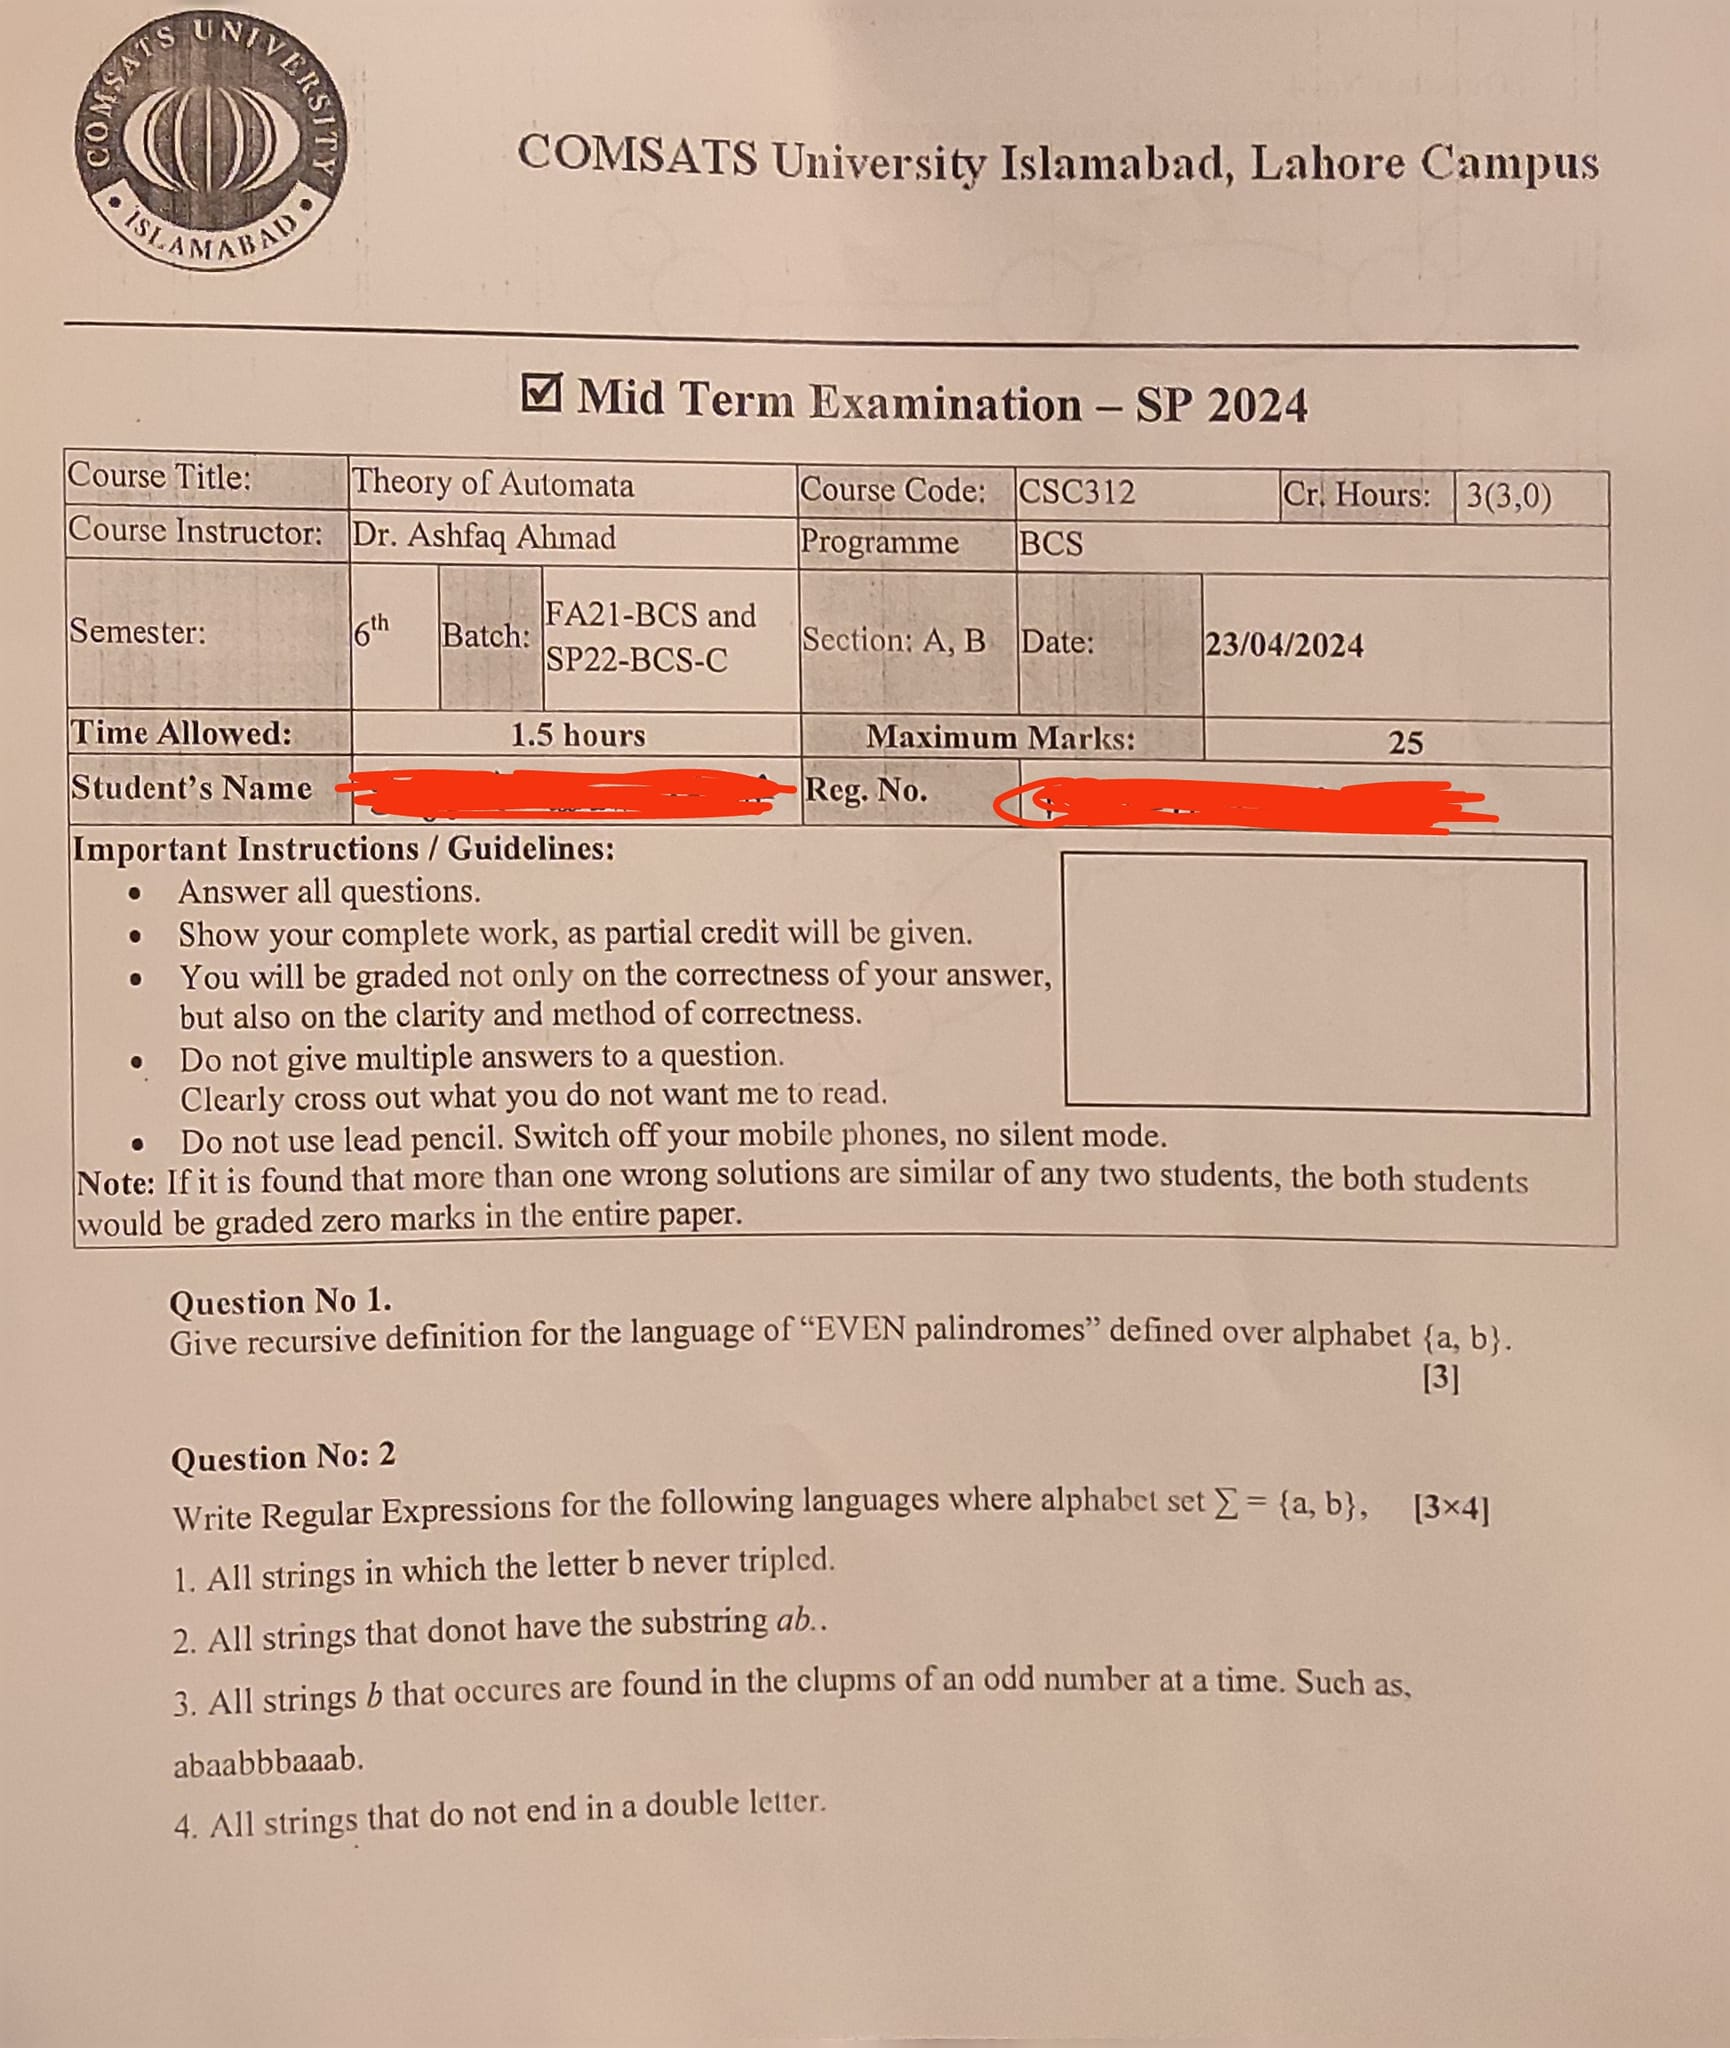 COMSATS UNIVERSITY
ISLAMABAD
COMSATS University Islamabad, Lahore Campus
☑ Mid Term Examination – SP 2024
Course Title: Theory of Automata Course Code: CSC312 Cr. Hours: 3(3,0)
Course Instructor: Dr. Ashfaq Ahmad Programme BCS
Semester: 6th Batch: FA21-BCS and SP22-BCS-C Section: A, B Date: 23/04/2024
Time Allowed: 1.5 hours Maximum Marks: 25
Student's Name Reg. No.
Important Instructions / Guidelines:
• Answer all questions.
• Show your complete work, as partial credit will be given.
• You will be graded not only on the correctness of your answer,
but also on the clarity and method of correctness.
• Do not give multiple answers to a question.
Clearly cross out what you do not want me to read.
• Do not use lead pencil. Switch off your mobile phones, no silent mode.
Note: If it is found that more than one wrong solutions are similar of any two students, the both students
would be graded zero marks in the entire paper.
Question No 1.
Give recursive definition for the language of “EVEN palindromes” defined over alphabet {a, b}.
[3]
Question No: 2
Write Regular Expressions for the following languages where alphabet set ∑ = {a, b}, [3×4]
1. All strings in which the letter b never tripled.
2. All strings that donot have the substring ab..
3. All strings b that occures are found in the clupms of an odd number at a time. Such as,
abaabbbaaab.
4. All strings that do not end in a double letter.